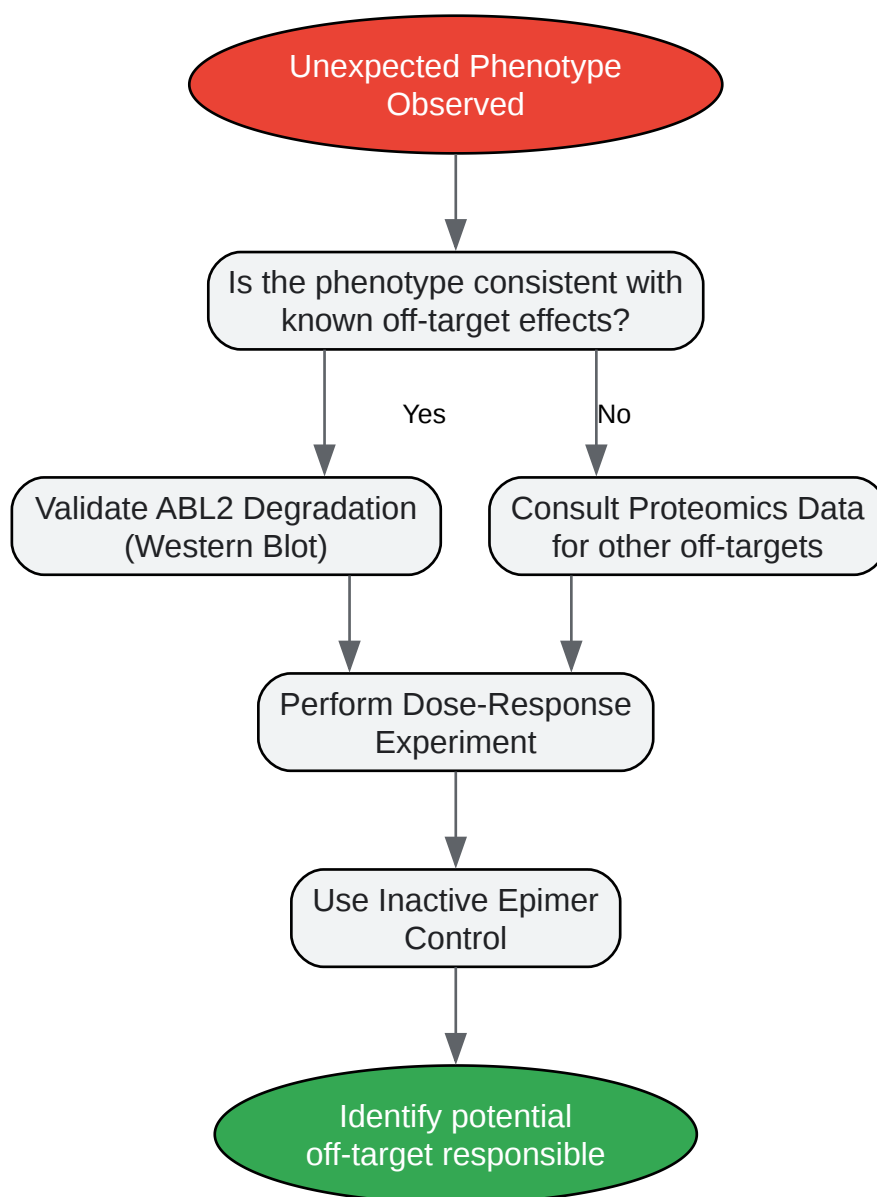 Unexpected Phenotype
Observed
Is the phenotype consistent with
known off-target effects?
Yes
No
Validate ABL2 Degradation
(Western Blot)
Consult Proteomics Data
for other off-targets
Perform Dose-Response
Experiment
Use Inactive Epimer
Control
Identify potential
off-target responsible